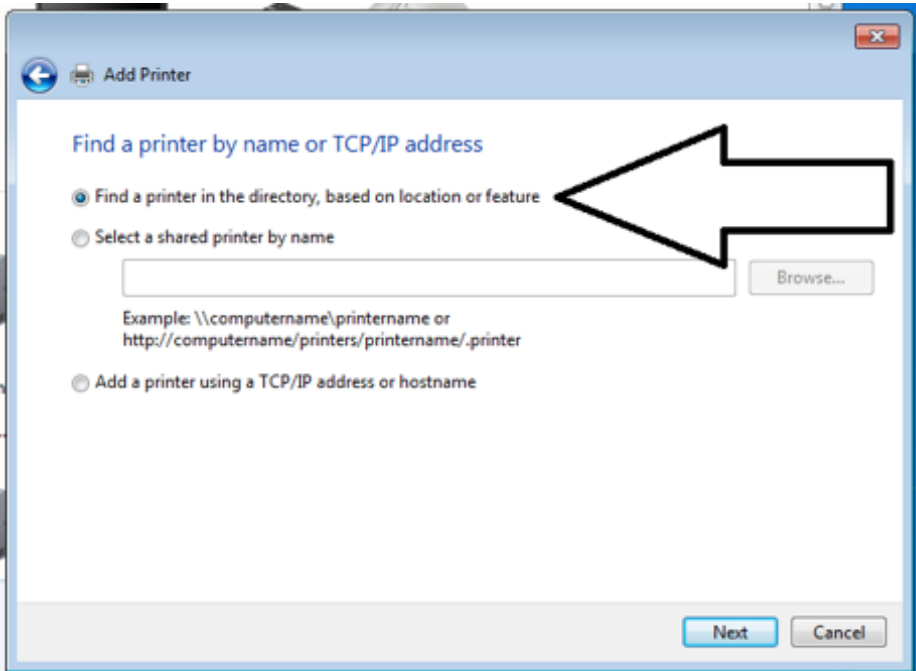 Add Printer
Find a printer by name or TCP/IP address
Find a printer in the directory, based on location or feature
Select a shared printer by name
Browse...
Example: \\computername\printername or
http://computername/printers/printername/.printer
Add a printer using a TCP/IP address or hostname
Next Cancel